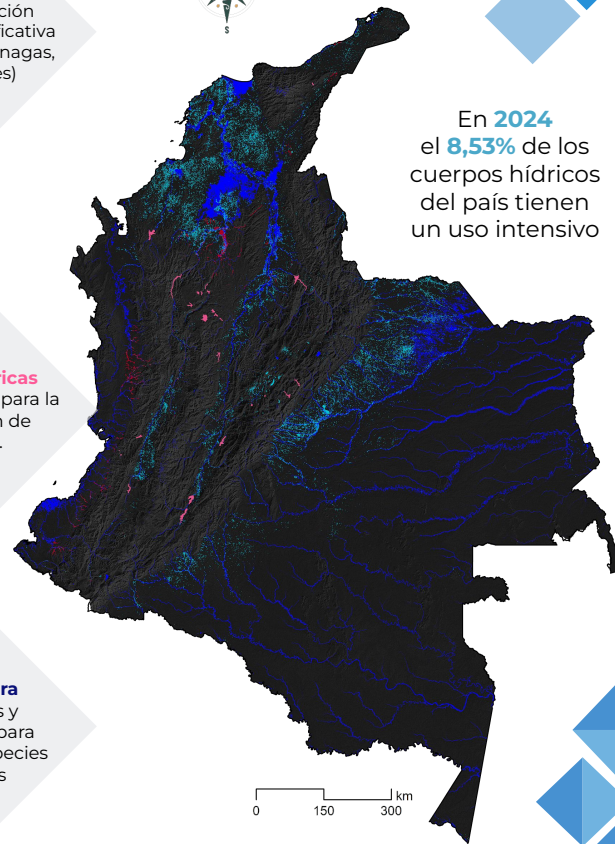 ción
ficativa
nagas,
es)
S
En 2024
el 8,53% de los
cuerpos hídricos
del país tienen
un uso intensivo
ricas
para la
n de
ra
s y
para
pecies
s
km
0 150 300